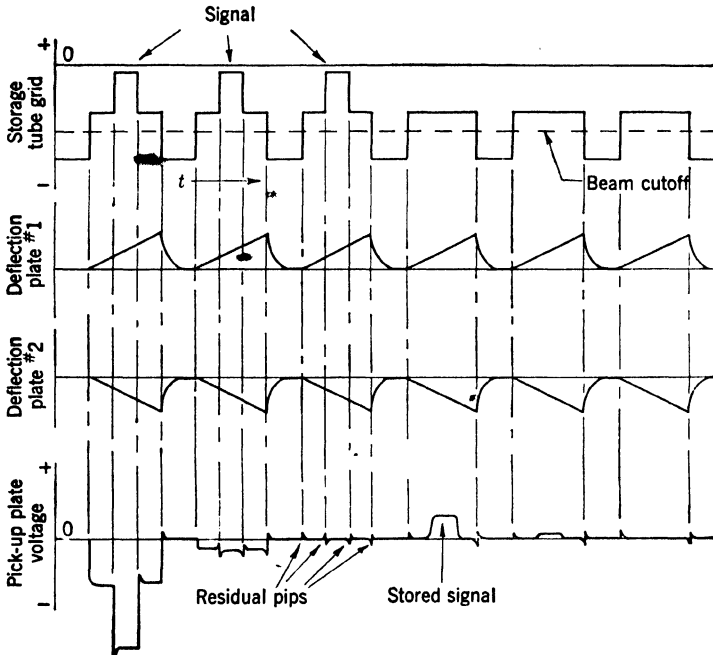 Signal
+
0
Storage
tube grid
-
t
Beam cutoff
Deflection
plate #1
Deflection
plate #2
+
0
Pick-up plate
voltage
-
Residual pips
Stored signal